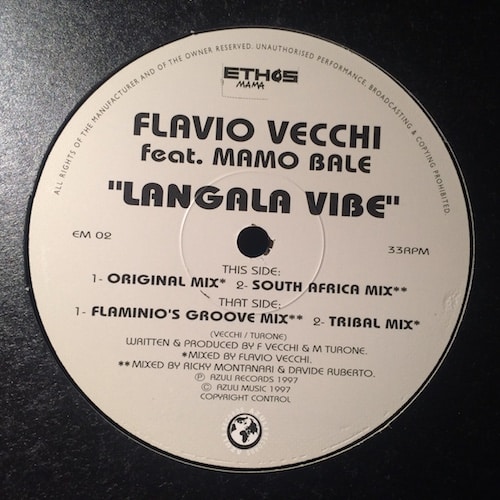 ALL RIGHTS OF THE MANUFACTURER AND OF THE OWNER RESERVED. UNAUTHORISED PERFORMANCE, BROADCASTING & COPYING PROHIBITED.
ETHOS
MAMA
FLAVIO VECCHI
feat. MAMO BALE
"LANGALA VIBE"
EM 02
33RPM
THIS SIDE:
1- ORIGINAL MIX* 2- SOUTH AFRICA MIX**
THAT SIDE:
1- FLAMINIO'S GROOVE MIX** 2- TRIBAL MIX*
(VECCHI / TURONE)
WRITTEN & PRODUCED BY F VECCHI & M TURONE.
*MIXED BY FLAVIO VECCHI.
**MIXED BY RICKY MONTANARI & DAVIDE RUBERTO.
℗ AZULI RECORDS 1997
© AZULI MUSIC 1997
COPYRIGHT CONTROL